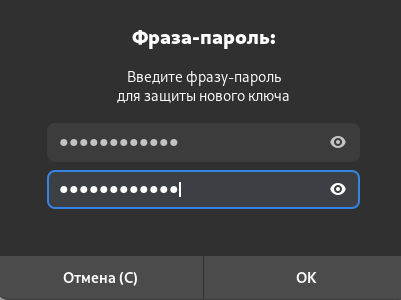 Фраза-пароль:
Введите фразу-пароль
для защиты нового ключа
●●●●●●●●●●●●
●●●●●●●●●●●●
Отмена (C)
OK